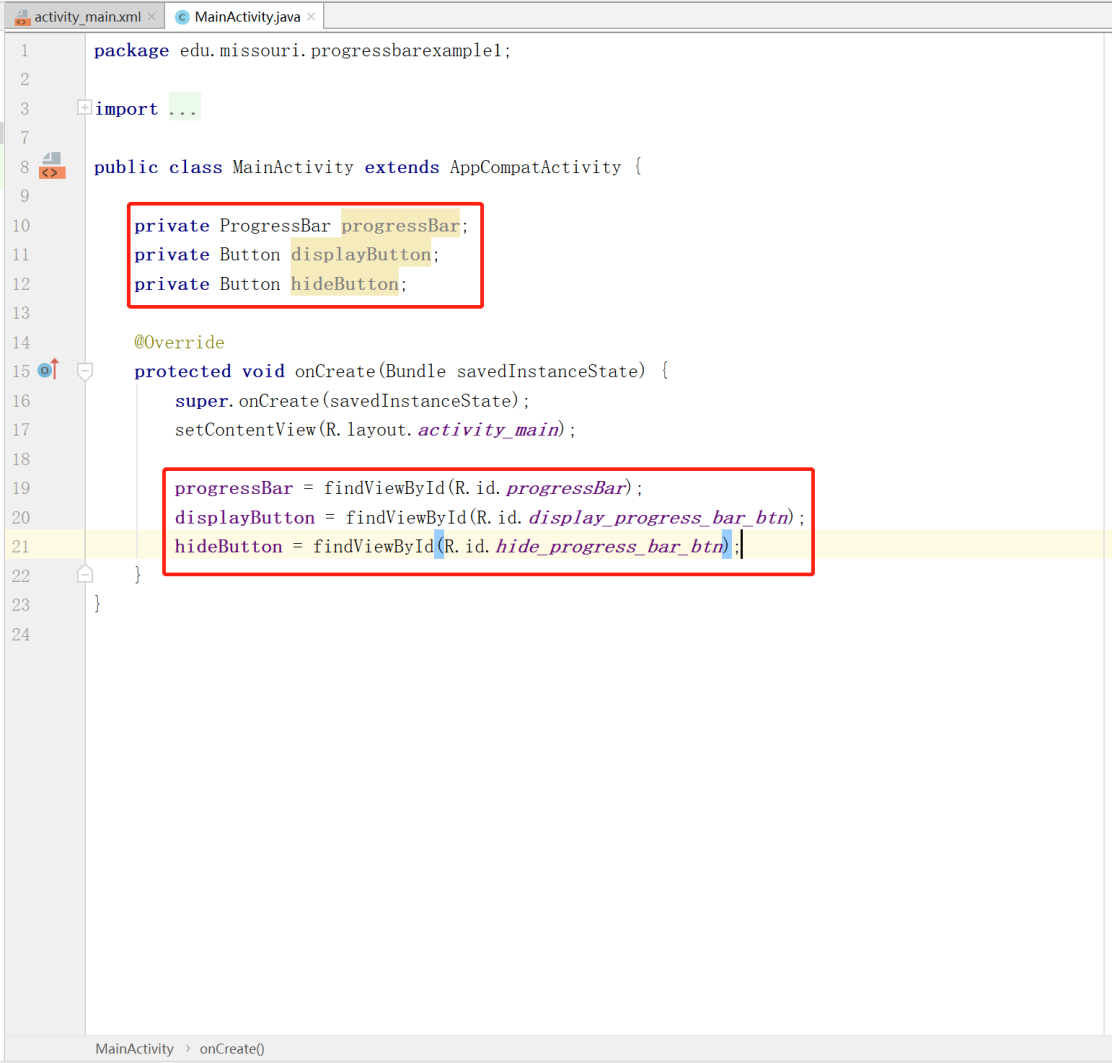 activity_main.xml × MainActivity.java ×
1 package edu.missouri.progressbarexample1;
2
3 import ...
7
8 public class MainActivity extends AppCompatActivity {
9
10 private ProgressBar progressBar;
11 private Button displayButton;
12 private Button hideButton;
13
14 @Override
15 protected void onCreate(Bundle savedInstanceState) {
16 super.onCreate(savedInstanceState);
17 setContentView(R.layout.activity_main);
18
19 progressBar = findViewById(R.id.progressBar);
20 displayButton = findViewById(R.id.display_progress_bar_btn);
21 hideButton = findViewById(R.id.hide_progress_bar_btn);
22 }
23 }
24
MainActivity › onCreate()